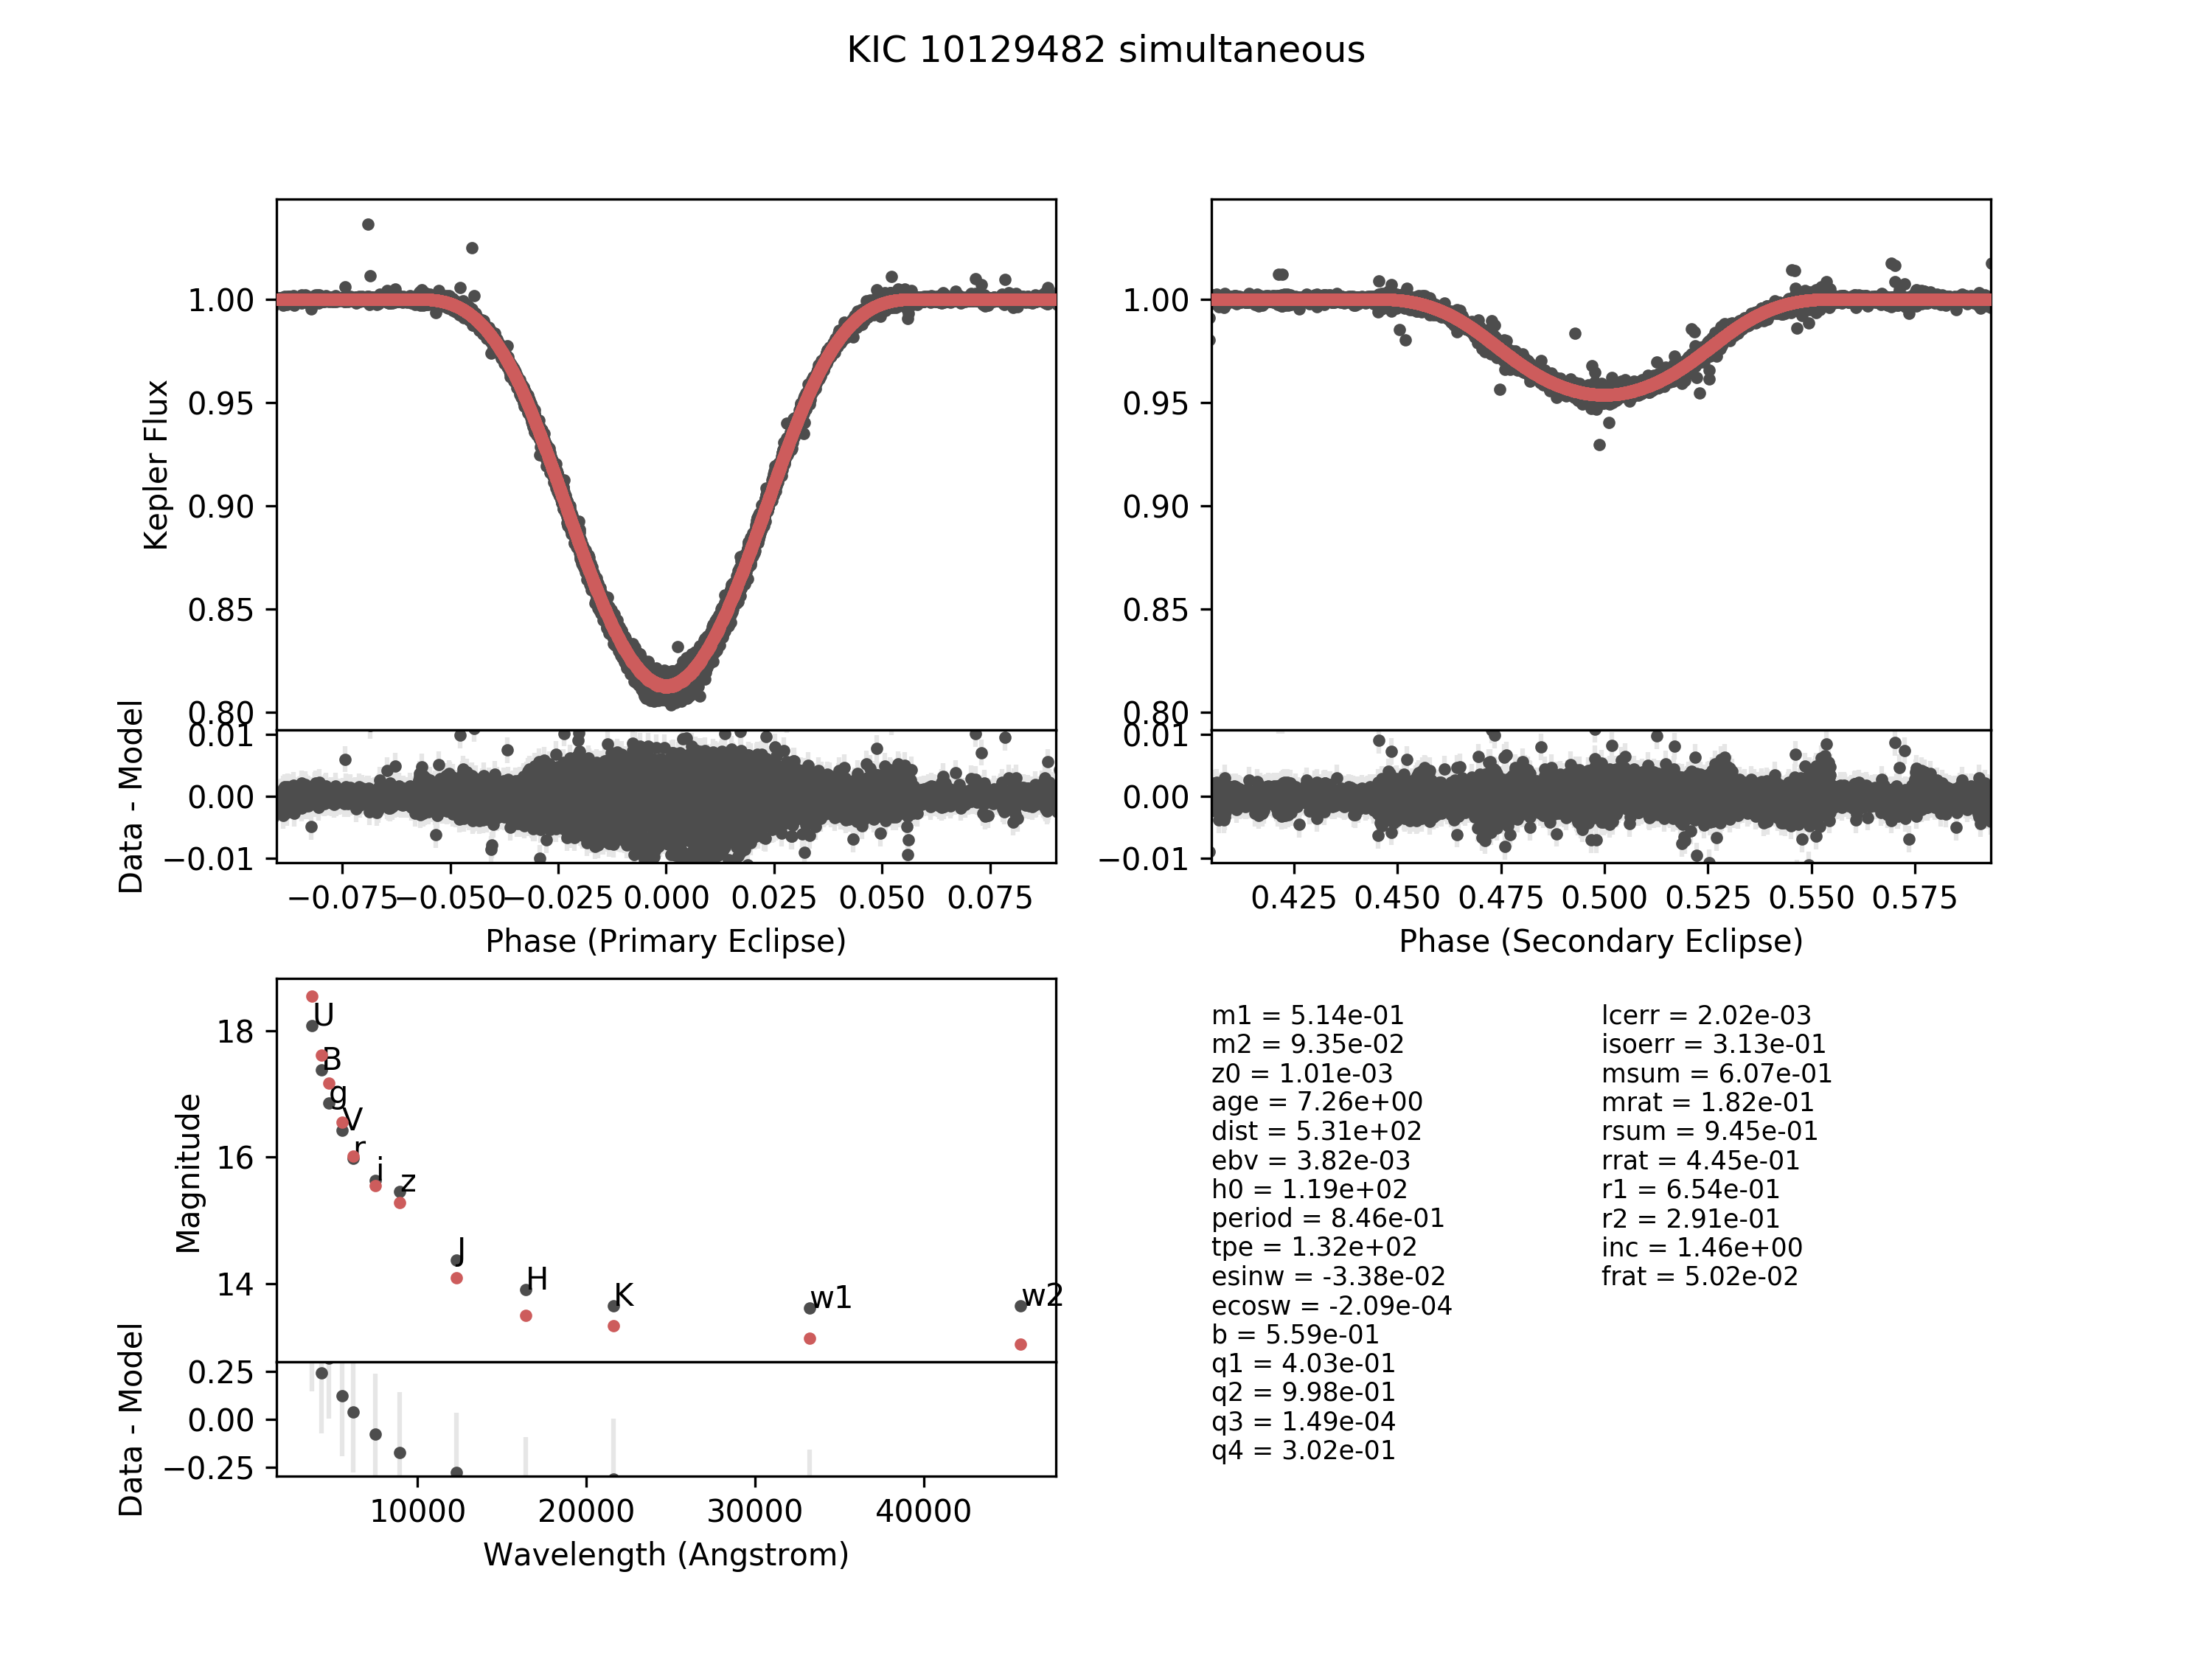 KIC 10129482 simultaneous
Kepler Flux
1.00
0.95
0.90
0.85
0.80
1.00
0.95
0.90
0.85
0.80
Data - Model
0.01
0.00
−0.01
0.01
0.00
−0.01
−0.075 −0.050 −0.025 0.000 0.025 0.050 0.075
0.425 0.450 0.475 0.500 0.525 0.550 0.575
Phase (Primary Eclipse)
Phase (Secondary Eclipse)
Magnitude
18
16
14
U
B
g
V
r
i
z
J
H
K
w1
w2
Data - Model
0.25
0.00
−0.25
10000 20000 30000 40000
Wavelength (Angstrom)
m1 = 5.14e-01
m2 = 9.35e-02
z0 = 1.01e-03
age = 7.26e+00
dist = 5.31e+02
ebv = 3.82e-03
h0 = 1.19e+02
period = 8.46e-01
tpe = 1.32e+02
esinw = -3.38e-02
ecosw = -2.09e-04
b = 5.59e-01
q1 = 4.03e-01
q2 = 9.98e-01
q3 = 1.49e-04
q4 = 3.02e-01
lcerr = 2.02e-03
isoerr = 3.13e-01
msum = 6.07e-01
mrat = 1.82e-01
rsum = 9.45e-01
rrat = 4.45e-01
r1 = 6.54e-01
r2 = 2.91e-01
inc = 1.46e+00
frat = 5.02e-02